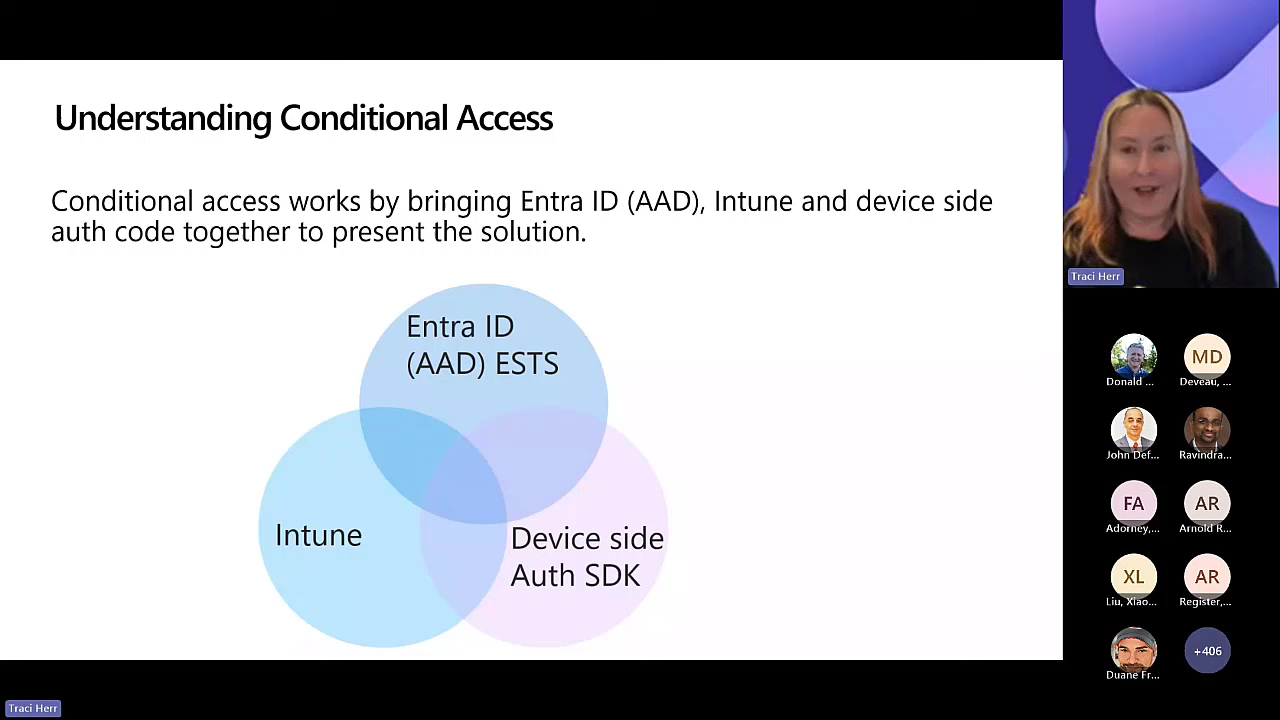 Understanding Conditional Access
Conditional access works by bringing Entra ID (AAD), Intune and device side
auth code together to present the solution.
Entra ID
(AAD) ESTS
Intune
Device side
Auth SDK
Traci Herr
Donald ...
MD
Deveau, ...
John Def...
Ravindra...
FA
Adorney,...
AR
Arnold R...
XL
Liu, Xiao...
AR
Register,...
Duane Fr...
+406
Traci Herr